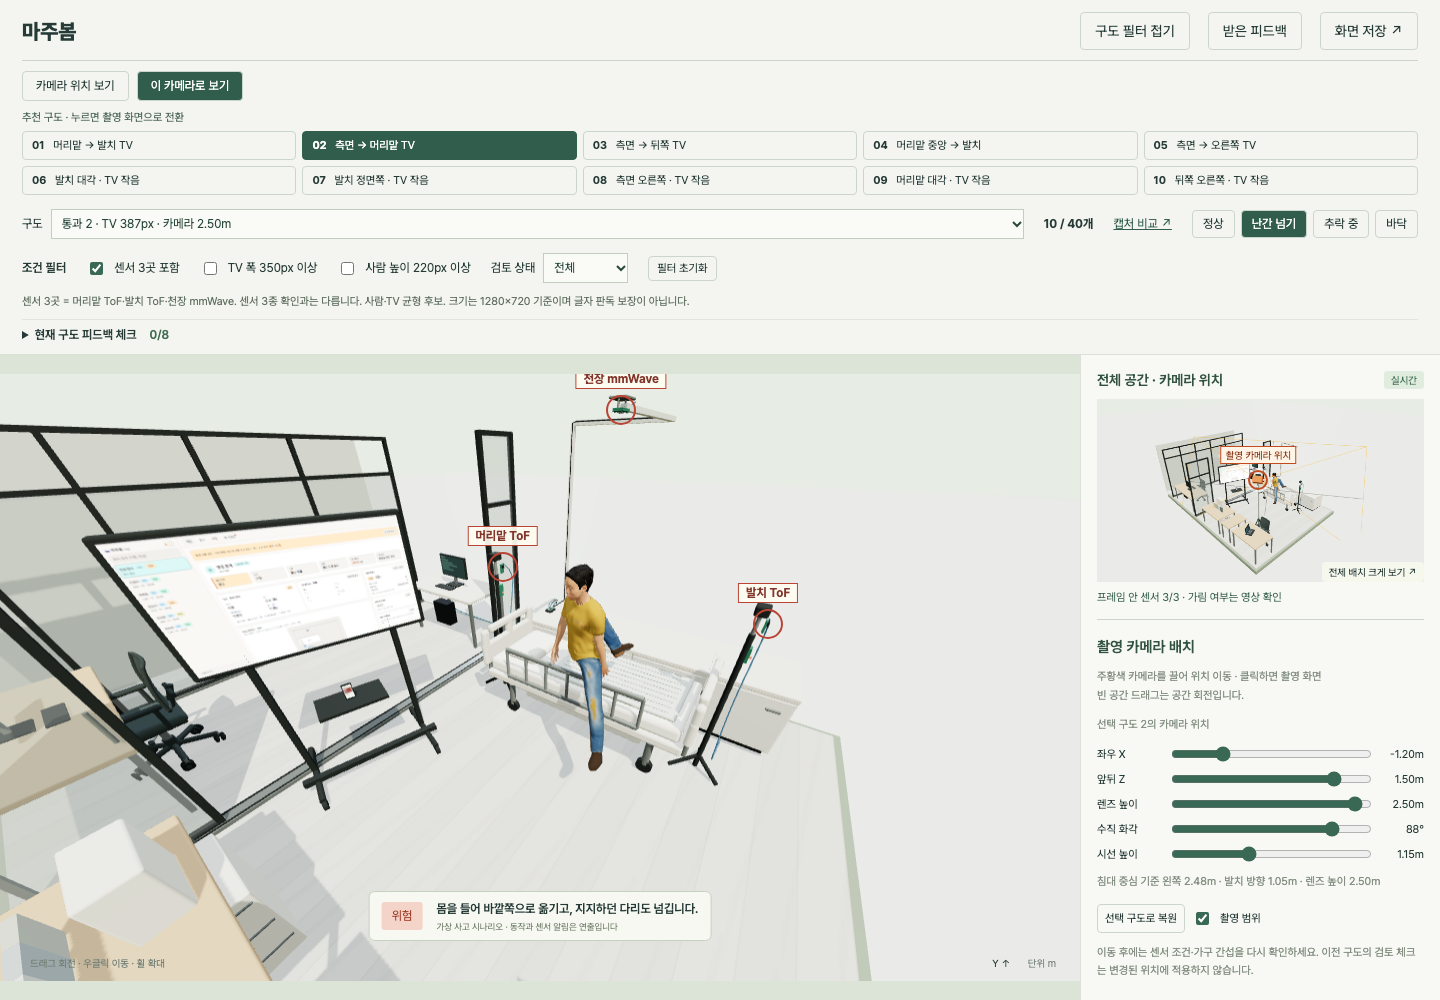 마주봄
구도 필터 접기
받은 피드백
화면 저장 ↗
카메라 위치 보기
이 카메라로 보기
추천 구도 · 누르면 촬영 화면으로 전환
01 머리맡 → 발치 TV
02 측면 → 머리맡 TV
03 측면 → 뒤쪽 TV
04 머리맡 중앙 → 발치
05 측면 → 오른쪽 TV
06 발치 대각 · TV 작음
07 발치 정면쪽 · TV 작음
08 측면 오른쪽 · TV 작음
09 머리맡 대각 · TV 작음
10 뒤쪽 오른쪽 · TV 작음
구도 통과 2 · TV 387px · 카메라 2.50m
10 / 40개
캡처 비교 ↗
정상
난간 넘기
추락 중
바닥
조건 필터
센서 3곳 포함
TV 폭 350px 이상
사람 높이 220px 이상
검토 상태 전체
필터 초기화
센서 3곳 = 머리맡 ToF·발치 ToF·천장 mmWave. 센서 3종 확인과는 다릅니다. 사람·TV 균형 후보. 크기는 1280×720 기준이며 글자 판독 보장이 아닙니다.
▶ 현재 구도 피드백 체크 0/8
천장 mmWave
머리맡 ToF
발치 ToF
위험
몸을 들어 바깥쪽으로 옮기고, 지지하던 다리도 넘깁니다.
가상 사고 시나리오 · 동작과 센서 알림은 연출입니다
드래그 회전 · 우클릭 이동 · 휠 확대
Y ↑ 단위 m
전체 공간 · 카메라 위치
실시간
촬영 카메라 위치
전체 배치 크게 보기 ↗
프레임 안 센서 3/3 · 가림 여부는 영상 확인
촬영 카메라 배치
주황색 카메라를 끌어 위치 이동 · 클릭하면 촬영 화면
빈 공간 드래그는 공간 회전입니다.
선택 구도 2의 카메라 위치
좌우 X -1.20m
앞뒤 Z 1.50m
렌즈 높이 2.50m
수직 화각 88°
시선 높이 1.15m
침대 중심 기준 왼쪽 2.48m · 발치 방향 1.05m · 렌즈 높이 2.50m
선택 구도로 복원
촬영 범위
이동 후에는 센서 조건·가구 간섭을 다시 확인하세요. 이전 구도의 검토 체크
는 변경된 위치에 적용하지 않습니다.